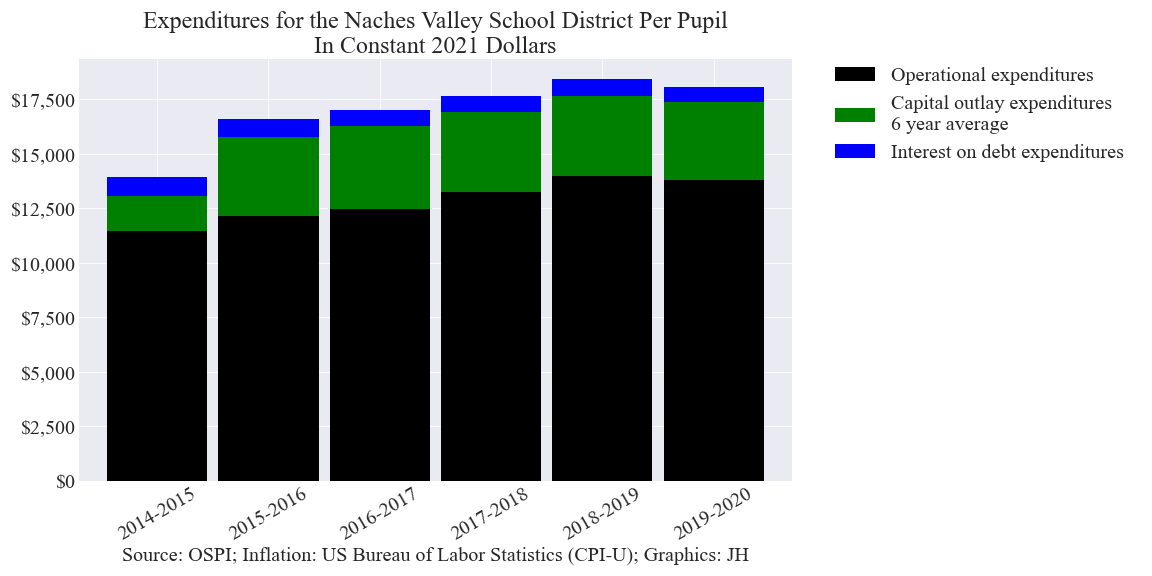 Expenditures for the Naches Valley School District Per Pupil
In Constant 2021 Dollars
$17,500
$15,000
$12,500
$10,000
$7,500
$5,000
$2,500
$0
2014-2015
2015-2016
2016-2017
2017-2018
2018-2019
2019-2020
Source: OSPI; Inflation: US Bureau of Labor Statistics (CPI-U); Graphics: JH
Operational expenditures
Capital outlay expenditures
6 year average
Interest on debt expenditures